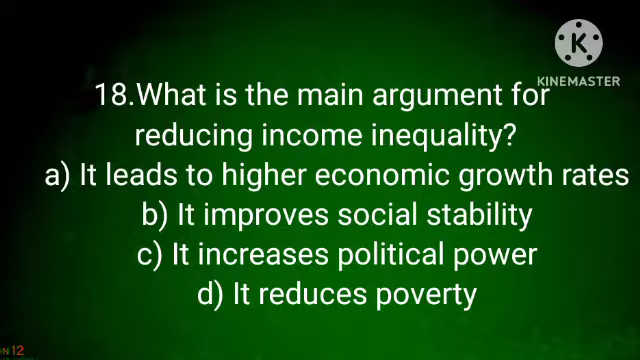 KINEMASTER
18.What is the main argument for
reducing income inequality?
a) It leads to higher economic growth rates
b) It improves social stability
c) It increases political power
d) It reduces poverty